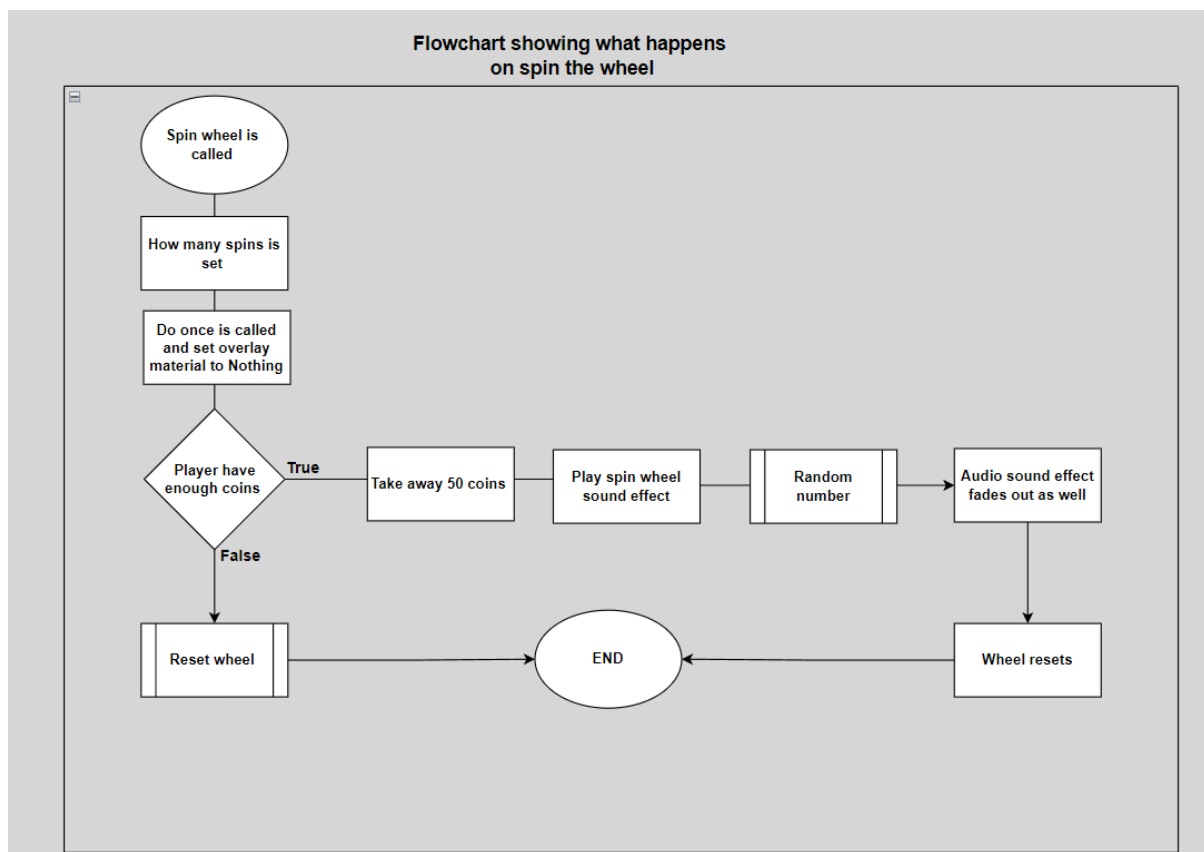 Flowchart showing what happens
on spin the wheel
Spin wheel is
called
How many spins is
set
Do once is called
and set overlay
material to Nothing
Player have
enough coins
True
Take away 50 coins
Play spin wheel
sound effect
Random
number
Audio sound effect
fades out as well
False
Reset wheel
END
Wheel resets